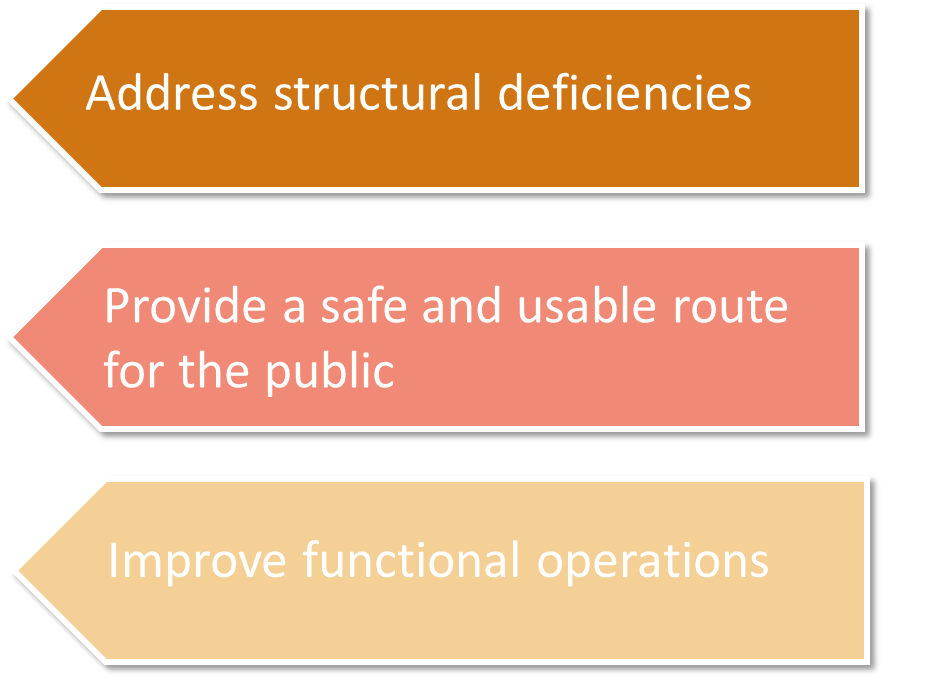 Address structural deficiencies
Provide a safe and usable route
for the public
Improve functional operations